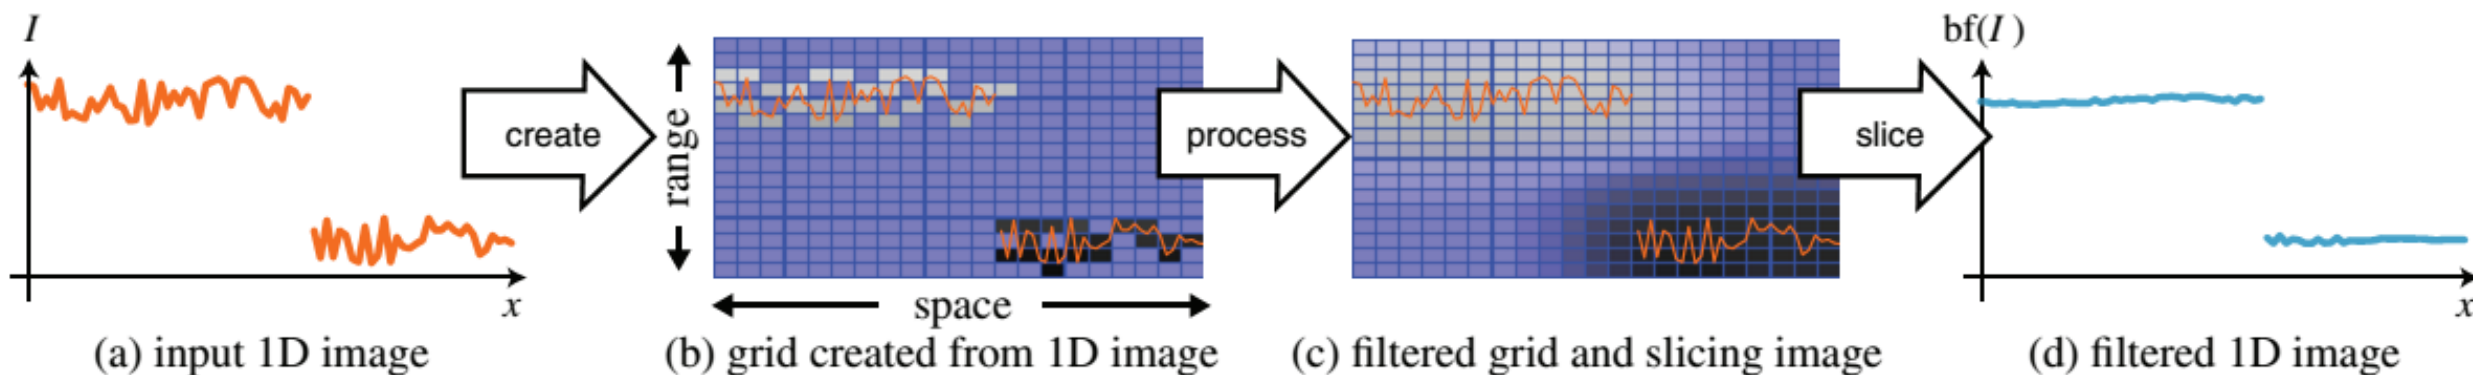 I
x
create
range
space
process
slice
bf(I)
x
(a) input 1D image
(b) grid created from 1D image
(c) filtered grid and slicing image
(d) filtered 1D image